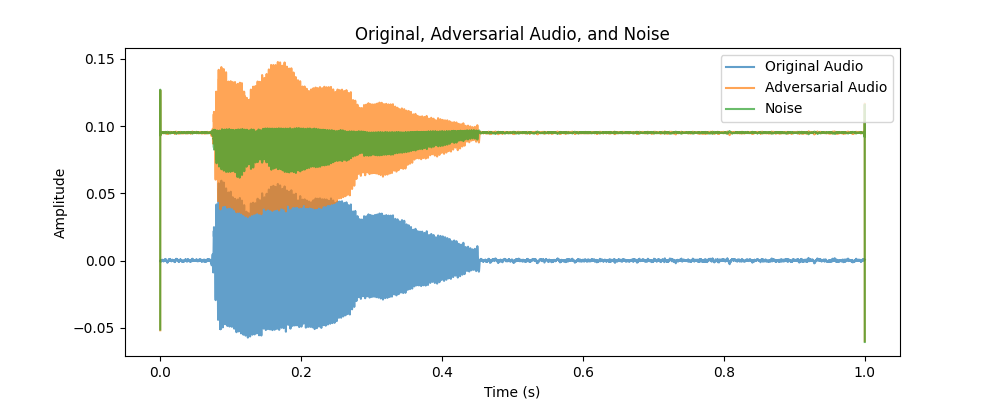 Original, Adversarial Audio, and Noise
Original Audio
Adversarial Audio
Noise
Amplitude
0.15
0.10
0.05
0.00
−0.05
0.0 0.2 0.4 0.6 0.8 1.0
Time (s)